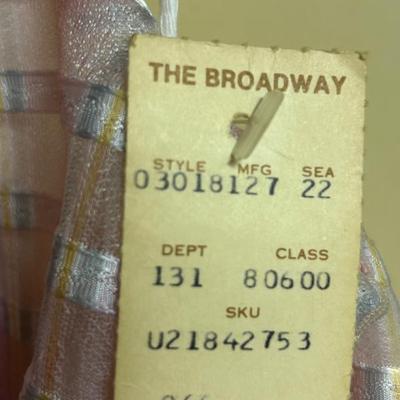 THE BROADWAY
STYLE MFG SEA
03018127 22
DEPT CLASS
131 80600
SKU
U21842753